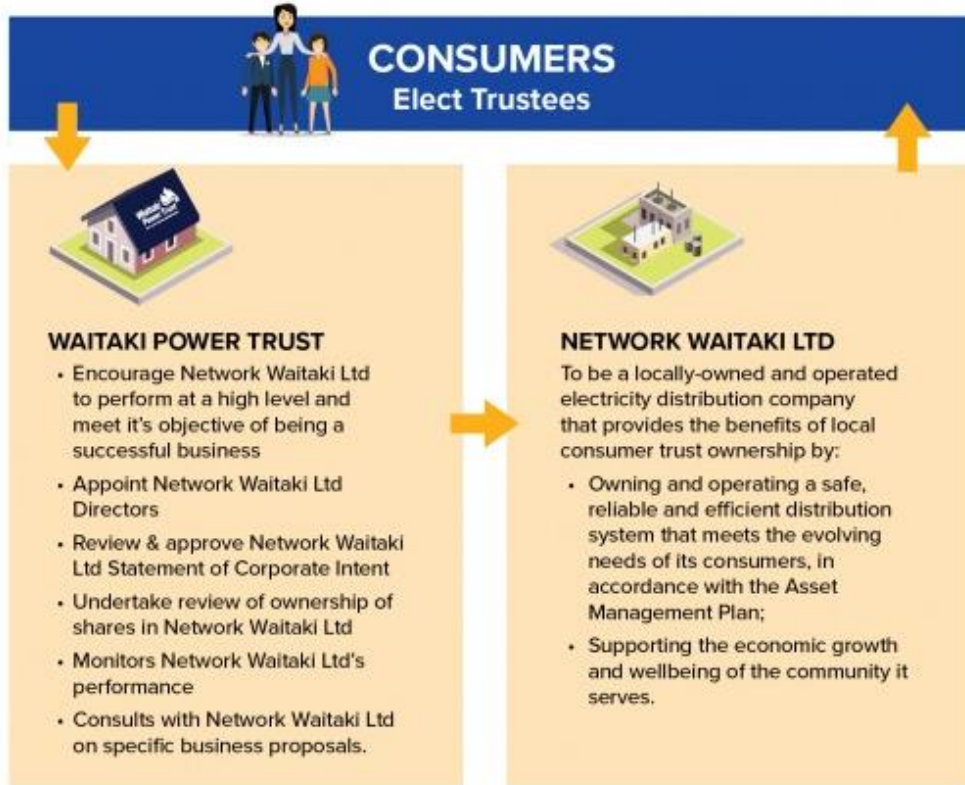 CONSUMERS
Elect Trustees
Waitaki
Power Trust
WAITAKI POWER TRUST
• Encourage Network Waitaki Ltd
to perform at a high level and
meet it's objective of being a
successful business
• Appoint Network Waitaki Ltd
Directors
• Review & approve Network Waitaki
Ltd Statement of Corporate Intent
• Undertake review of ownership of
shares in Network Waitaki Ltd
• Monitors Network Waitaki Ltd's
performance
• Consults with Network Waitaki Ltd
on specific business proposals.
NETWORK WAITAKI LTD
To be a locally-owned and operated
electricity distribution company
that provides the benefits of local
consumer trust ownership by:
• Owning and operating a safe,
reliable and efficient distribution
system that meets the evolving
needs of its consumers, in
accordance with the Asset
Management Plan;
• Supporting the economic growth
and wellbeing of the community it
serves.